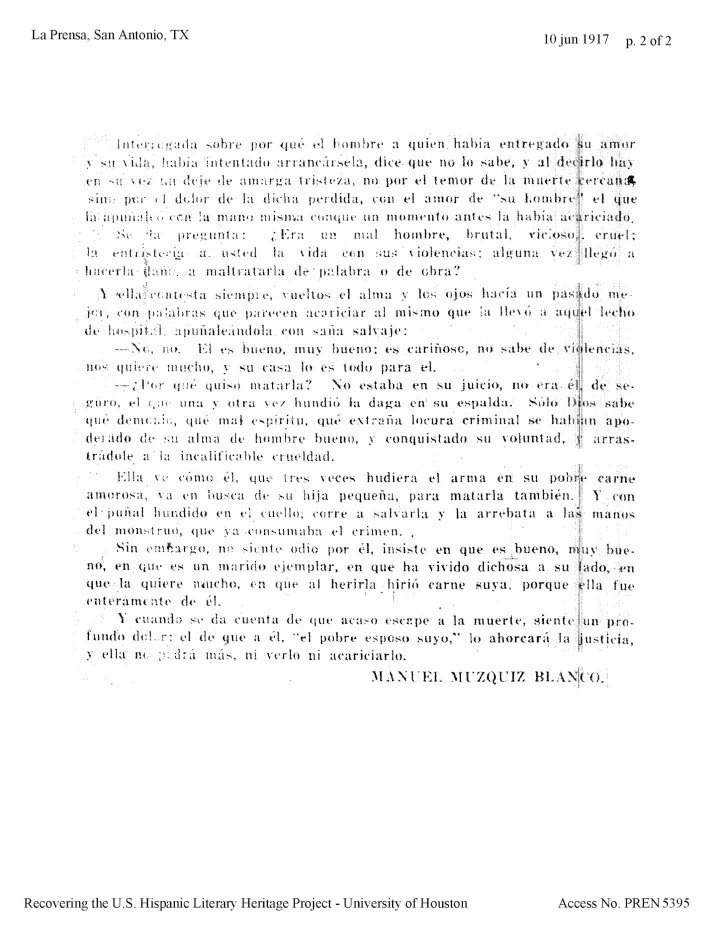 La Prensa, San Antonio, TX
10 jun 1917 p. 2 of 2
Interrogada sobre por qué el hombre a quien había entregado su amor
y su vida, había intentado arrancársela, dice que no lo sabe, y al decirlo hay
en su vez un deje de amarga tristeza, no por el temor de la muerte cercana,
sino por el dolor de la dicha perdida, con el amor de "su hombre" el que
la apuñaleó con la mano misma conque un momento antes la había acariciado.
Se la pregunta: ¿Era un mal hombre, brutal, vicioso, cruel;
la entristecía a usted la vida con sus violencias; alguna vez llegó a
hacerla daño, a maltratarla de palabra o de obra?
Y ella contesta siempre, vueltos el alma y los ojos hacía un pasado me-
jor, con palabras que parecen acariciar al mismo que la llevó a aquel lecho
de hospital, apuñaleándola con saña salvaje:
—No, no. El es bueno, muy bueno; es cariñoso, no sabe de violencias,
nos quiere mucho, y su casa lo es todo para el.
—¿Por qué quiso matarla? No estaba en su juicio, no era él, de se-
guro, el que una y otra vez hundió la daga en su espalda. Sólo Dios sabe
qué demonio, qué mal espíritu, qué extraña locura criminal se habían apo-
derado de su alma de hombre bueno, y conquistado su voluntad, y arras-
trádole a la incalificable crueldad.
Ella ve cómo él, que tres veces hudiera el arma en su pobre carne
amorosa, va en busca de su hija pequeña, para matarla también. Y con
el puñal hundido en el cuello, corre a salvarla y la arrebata a las manos
del monstruo, que ya consumaba el crimen.
Sin embargo, no siente odio por él, insiste en que es bueno, muy bue-
no, en que es un marido ejemplar, en que ha vivido dichosa a su lado, en
que la quiere mucho, en que al herirla hirió carne suya, porque ella fue
enteramente de él.
Y cuando se da cuenta de que acaso escape a la muerte, siente un pro-
fundo dolor: el de que a él, "el pobre esposo suyo," lo ahorcará la justicia,
y ella no podrá más, ni verlo ni acariciarlo.
MANUEL MUZQUIZ BLANCO.
Recovering the U.S. Hispanic Literary Heritage Project - University of Houston
Access No. PREN 5395